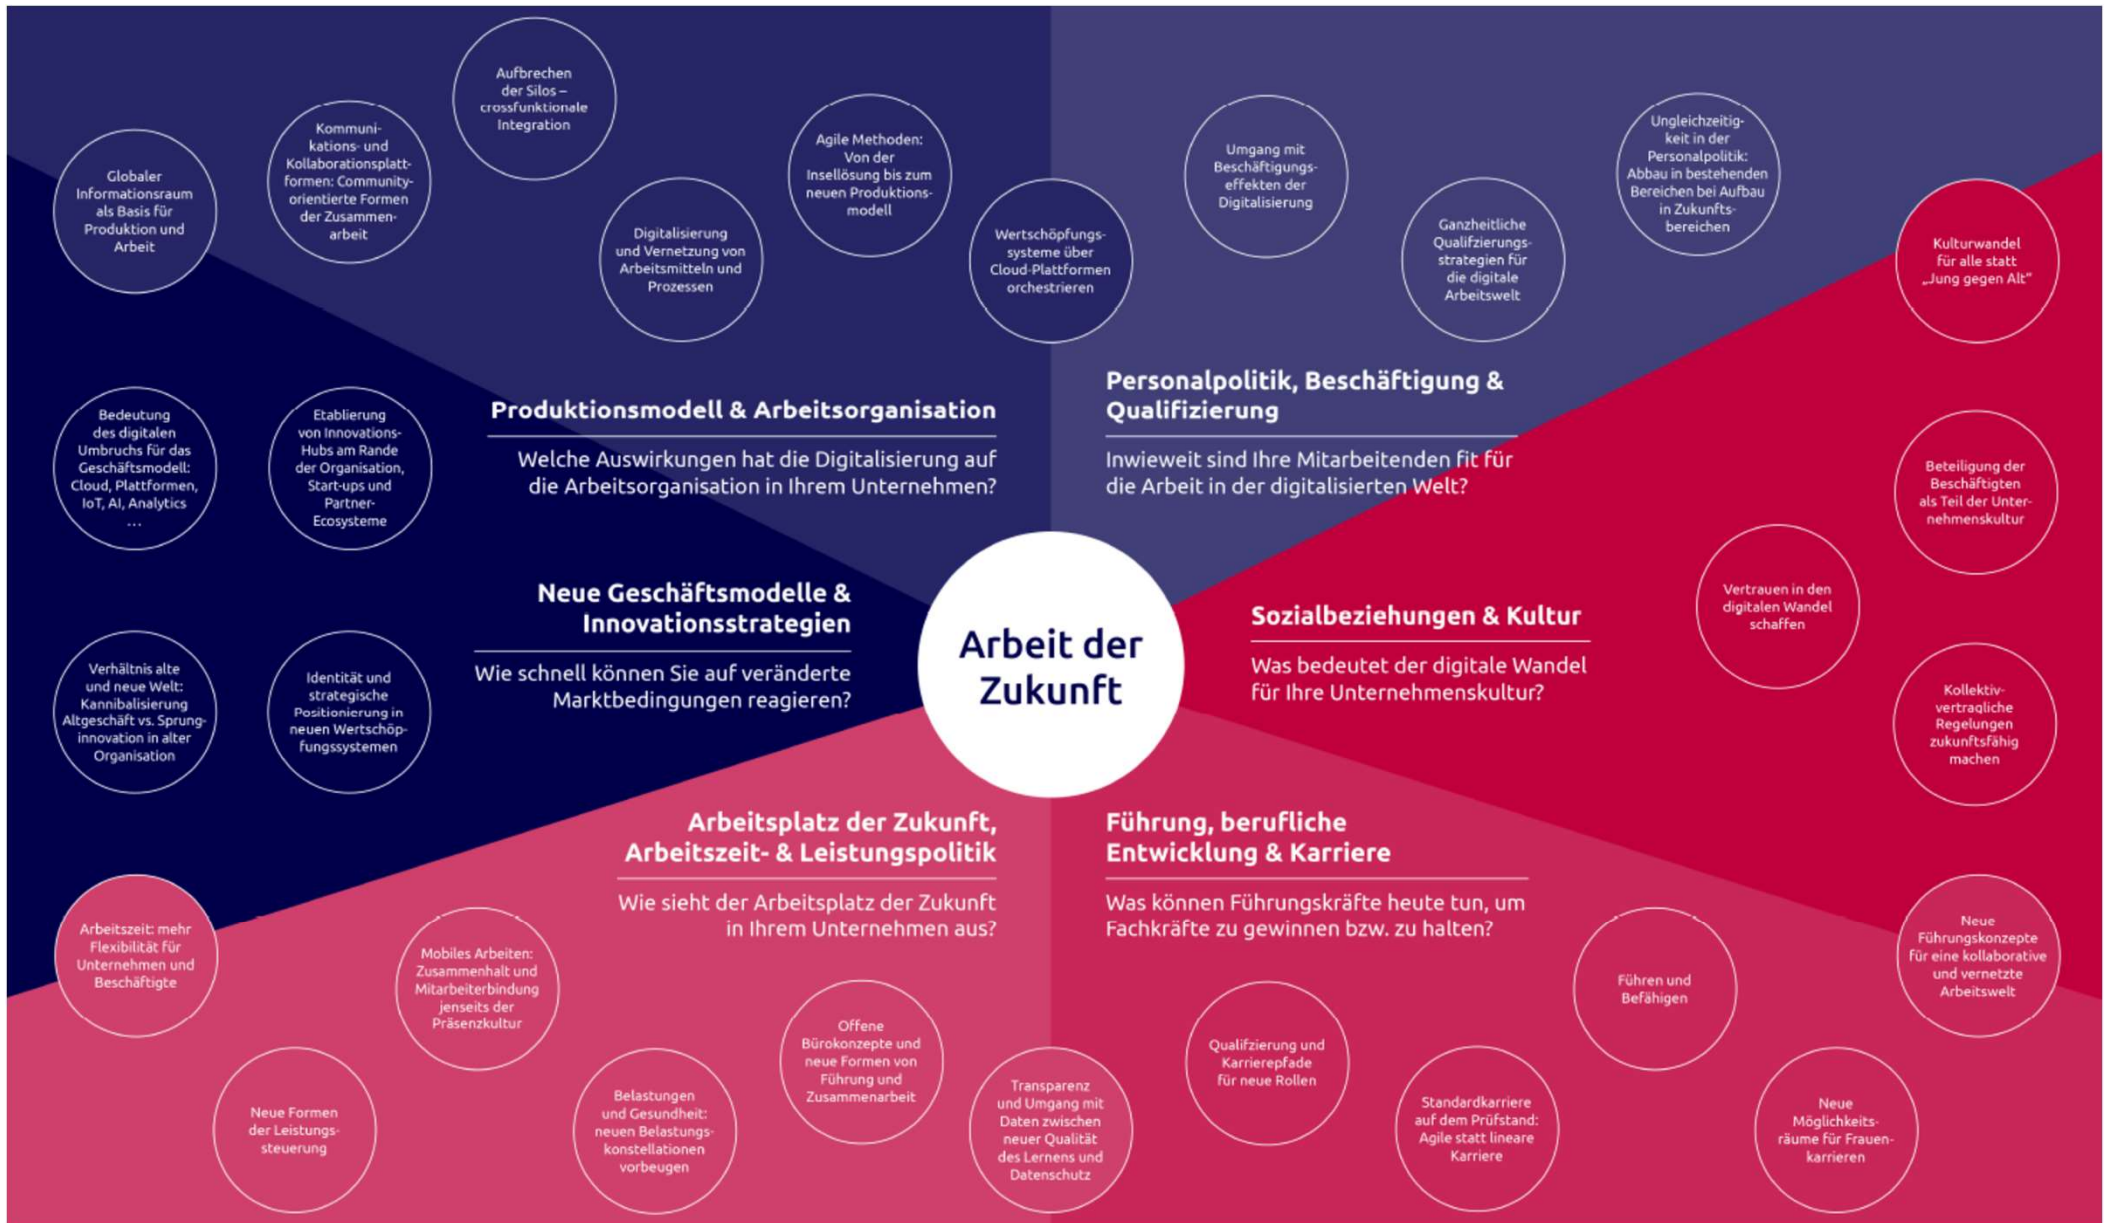 Aufbrechen
der Silos –
crossfunktionale
Integration
Kommuni-
kations- und
Kollaborationsplatt-
formen: Community-
orientierte Formen
der Zusammen-
arbeit
Globaler
Informationsraum
als Basis für
Produktion und
Arbeit
Digitalisierung
und Vernetzung von
Arbeitsmitteln und
Prozessen
Agile Methoden:
Von der
Insellösung bis zum
neuen Produktions-
modell
Wertschöpfungs-
systeme über
Cloud-Plattformen
orchestrieren
Umgang mit
Beschäftigungs-
effekten der
Digitalisierung
Ganzheitliche
Qualifzierungs-
strategien für
die digitale
Arbeitswelt
Ungleichzeitig-
keit in der
Personalpolitik:
Abbau in bestehenden
Bereichen bei Aufbau
in Zukunfts-
bereichen
Kulturwandel
für alle statt
„Jung gegen Alt“
Produktionsmodell & Arbeitsorganisation
Welche Auswirkungen hat die Digitalisierung auf
die Arbeitsorganisation in Ihrem Unternehmen?
Personalpolitik, Beschäftigung &
Qualifizierung
Inwieweit sind Ihre Mitarbeitenden fit für
die Arbeit in der digitalisierten Welt?
Bedeutung
des digitalen
Umbruchs für das
Geschäftsmodell:
Cloud, Plattformen,
IoT, AI, Analytics
...
Etablierung
von Innovations-
Hubs am Rande
der Organisation,
Start-ups und
Partner-
Ecosysteme
Beteiligung der
Beschäftigten
als Teil der Unter-
nehmenskultur
Vertrauen in den
digitalen Wandel
schaffen
Neue Geschäftsmodelle &
Innovationsstrategien
Wie schnell können Sie auf veränderte
Marktbedingungen reagieren?
Arbeit der
Zukunft
Sozialbeziehungen & Kultur
Was bedeutet der digitale Wandel
für Ihre Unternehmenskultur?
Verhältnis alte
und neue Welt:
Kannibalisierung
Altgeschäft vs. Sprung-
innovation in alter
Organisation
Identität und
strategische
Positionierung in
neuen Wertschöp-
fungssystemen
Kollektiv-
vertragliche
Regelungen
zukunftsfähig
machen
Arbeitsplatz der Zukunft,
Arbeitszeit- & Leistungspolitik
Wie sieht der Arbeitsplatz der Zukunft
in Ihrem Unternehmen aus?
Führung, berufliche
Entwicklung & Karriere
Was können Führungskräfte heute tun, um
Fachkräfte zu gewinnen bzw. zu halten?
Arbeitszeit: mehr
Flexibilität für
Unternehmen und
Beschäftigte
Mobiles Arbeiten:
Zusammenhalt und
Mitarbeiterbindung
jenseits der
Präsenzkultur
Neue Formen
der Leistungs-
steuerung
Belastungen
und Gesundheit:
neuen Belastungs-
konstellationen
vorbeugen
Offene
Bürokonzepte und
neue Formen von
Führung und
Zusammenarbeit
Transparenz
und Umgang mit
Daten zwischen
neuer Qualität
des Lernens und
Datenschutz
Qualifzierung und
Karrierepfade
für neue Rollen
Standardkarriere
auf dem Prüfstand:
Agile statt lineare
Karriere
Führen und
Befähigen
Neue
Möglichkeits-
räume für Frauen-
karrieren
Neue
Führungskonzepte
für eine kollaborative
und vernetzte
Arbeitswelt